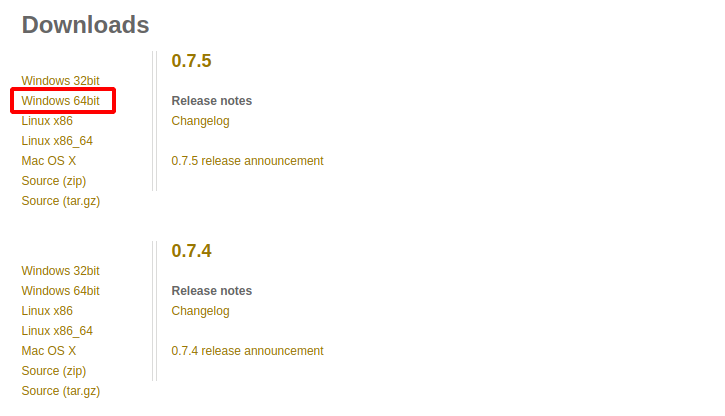 Downloads
0.7.5
Windows 32bit
Windows 64bit
Release notes
Linux x86
Changelog
Linux x86_64
Mac OS X
0.7.5 release announcement
Source (zip)
Source (tar.gz)
0.7.4
Windows 32bit
Windows 64bit
Release notes
Linux x86
Changelog
Linux x86_64
Mac OS X
0.7.4 release announcement
Source (zip)
Source (tar.gz)